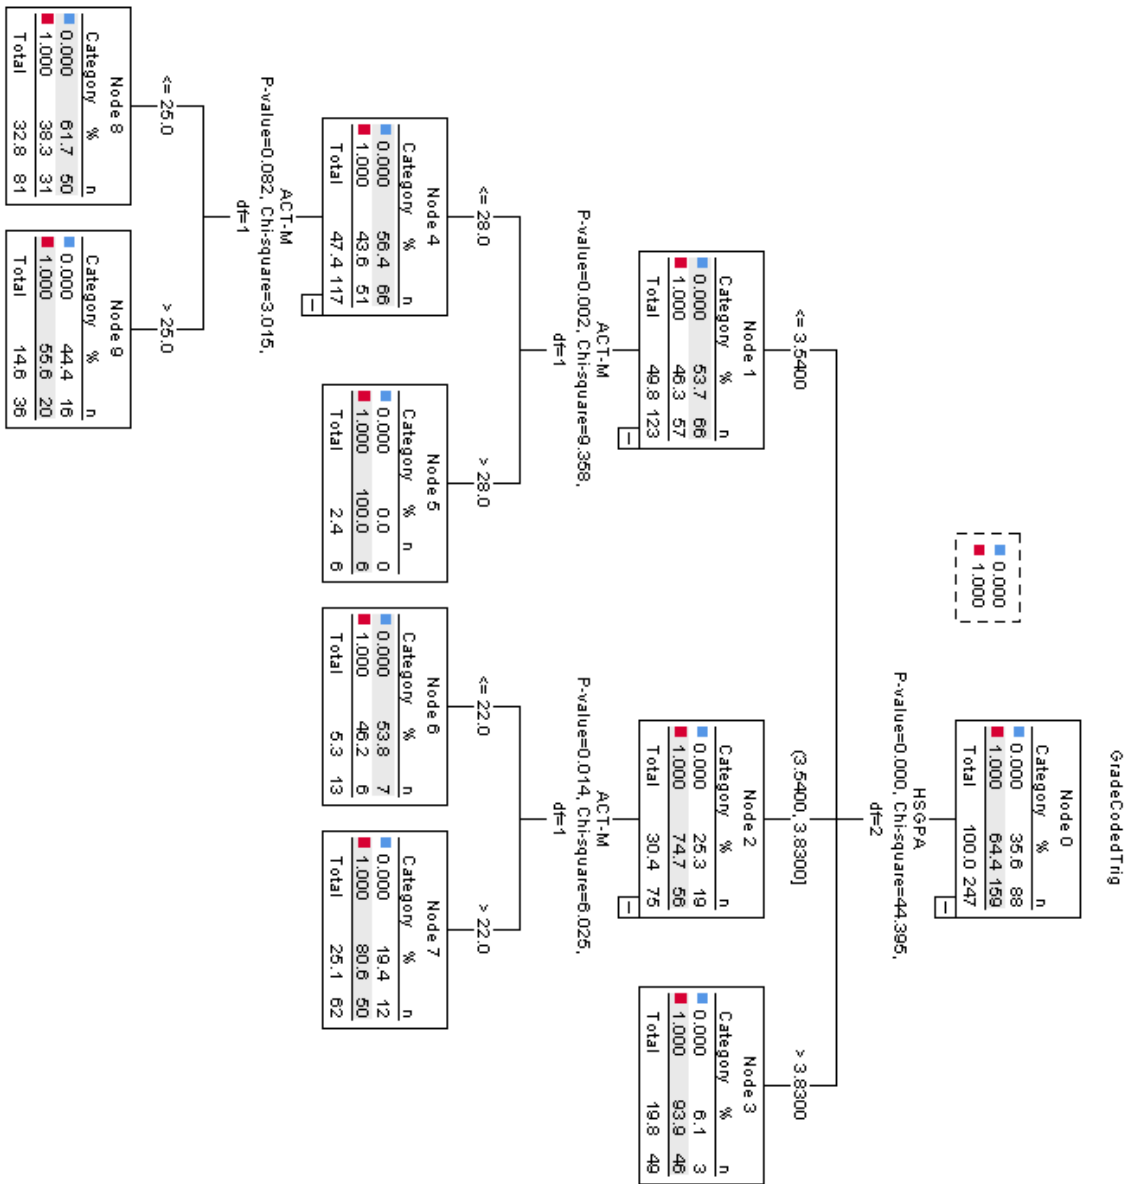 GradeCodedTrig
0.000
1.000
Node 0
Category % n
0.000 35.6 88
1.000 64.4 159
Total 100.0 247
HSGPA
P-value=0.000, Chi-square=44.395,
df=2
<= 3.5400
(3.5400, 3.8300]
> 3.8300
Node 1
Category % n
0.000 53.7 66
1.000 46.3 57
Total 49.8 123
Node 2
Category % n
0.000 25.3 19
1.000 74.7 56
Total 30.4 75
Node 3
Category % n
0.000 6.1 3
1.000 93.9 46
Total 19.8 49
ACT-M
P-value=0.002, Chi-square=9.358,
df=1
ACT-M
P-value=0.014, Chi-square=6.025,
df=1
<= 28.0
> 28.0
<= 22.0
> 22.0
Node 4
Category % n
0.000 56.4 66
1.000 43.6 51
Total 47.4 117
Node 5
Category % n
0.000 0.0 0
1.000 100.0 6
Total 2.4 6
Node 6
Category % n
0.000 53.8 7
1.000 46.2 6
Total 5.3 13
Node 7
Category % n
0.000 19.4 12
1.000 80.6 50
Total 25.1 62
ACT-M
P-value=0.082, Chi-square=3.015,
df=1
<= 25.0
> 25.0
Node 8
Category % n
0.000 61.7 50
1.000 38.3 31
Total 32.8 81
Node 9
Category % n
0.000 44.4 16
1.000 55.6 20
Total 14.6 36